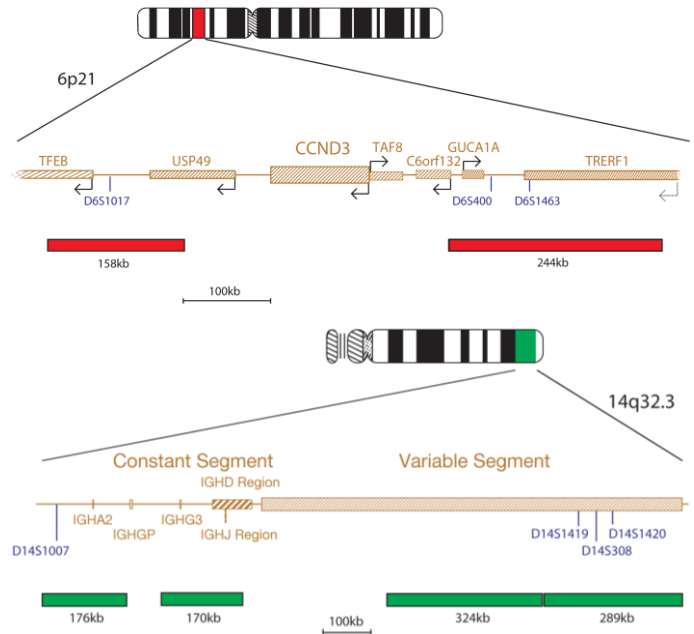 6p21
CCND3
TAF8
GUCA1A
TFEB
USP49
C6orf132
TRERF1
D6S1017
D6S400
D6S1463
158kb
244kb
100kb
14q32.3
Constant Segment
Variable Segment
IGHD Region
IGHA2
IGHG3
IGHGP
IGHJ Region
D14S1007
D14S1419
D14S1420
D14S308
176kb
170kb
100kb
324kb
289kb